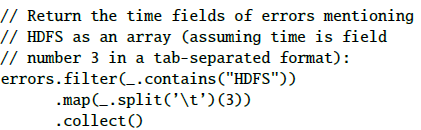 // Return the time fields of errors mentioning
// HDFS as an array (assuming time is field
// number 3 in a tab-separated format):
errors.filter(_.contains("HDFS"))
      .map(_.split('\t')(3))
      .collect()